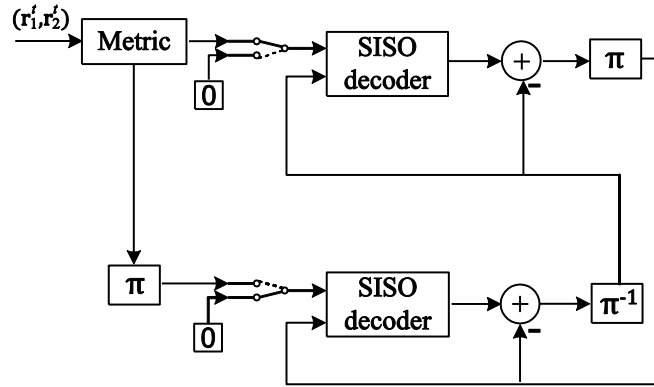 (r₁ᵗ,r₂ᵗ)
Metric
SISO
decoder
+
π
-
0
π
SISO
decoder
+
π⁻¹
-
0